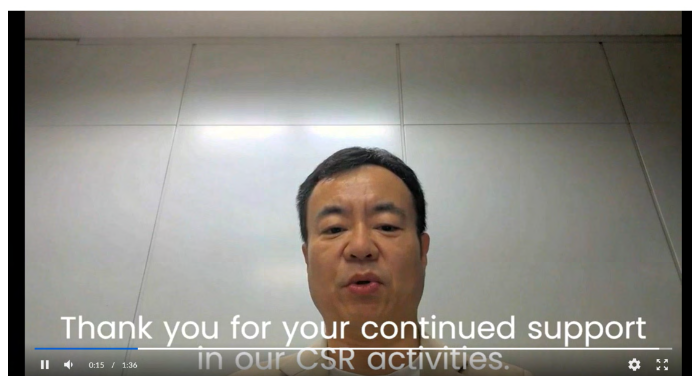 Thank you for your continued support
in our CSR activities.
0:15 / 1:36